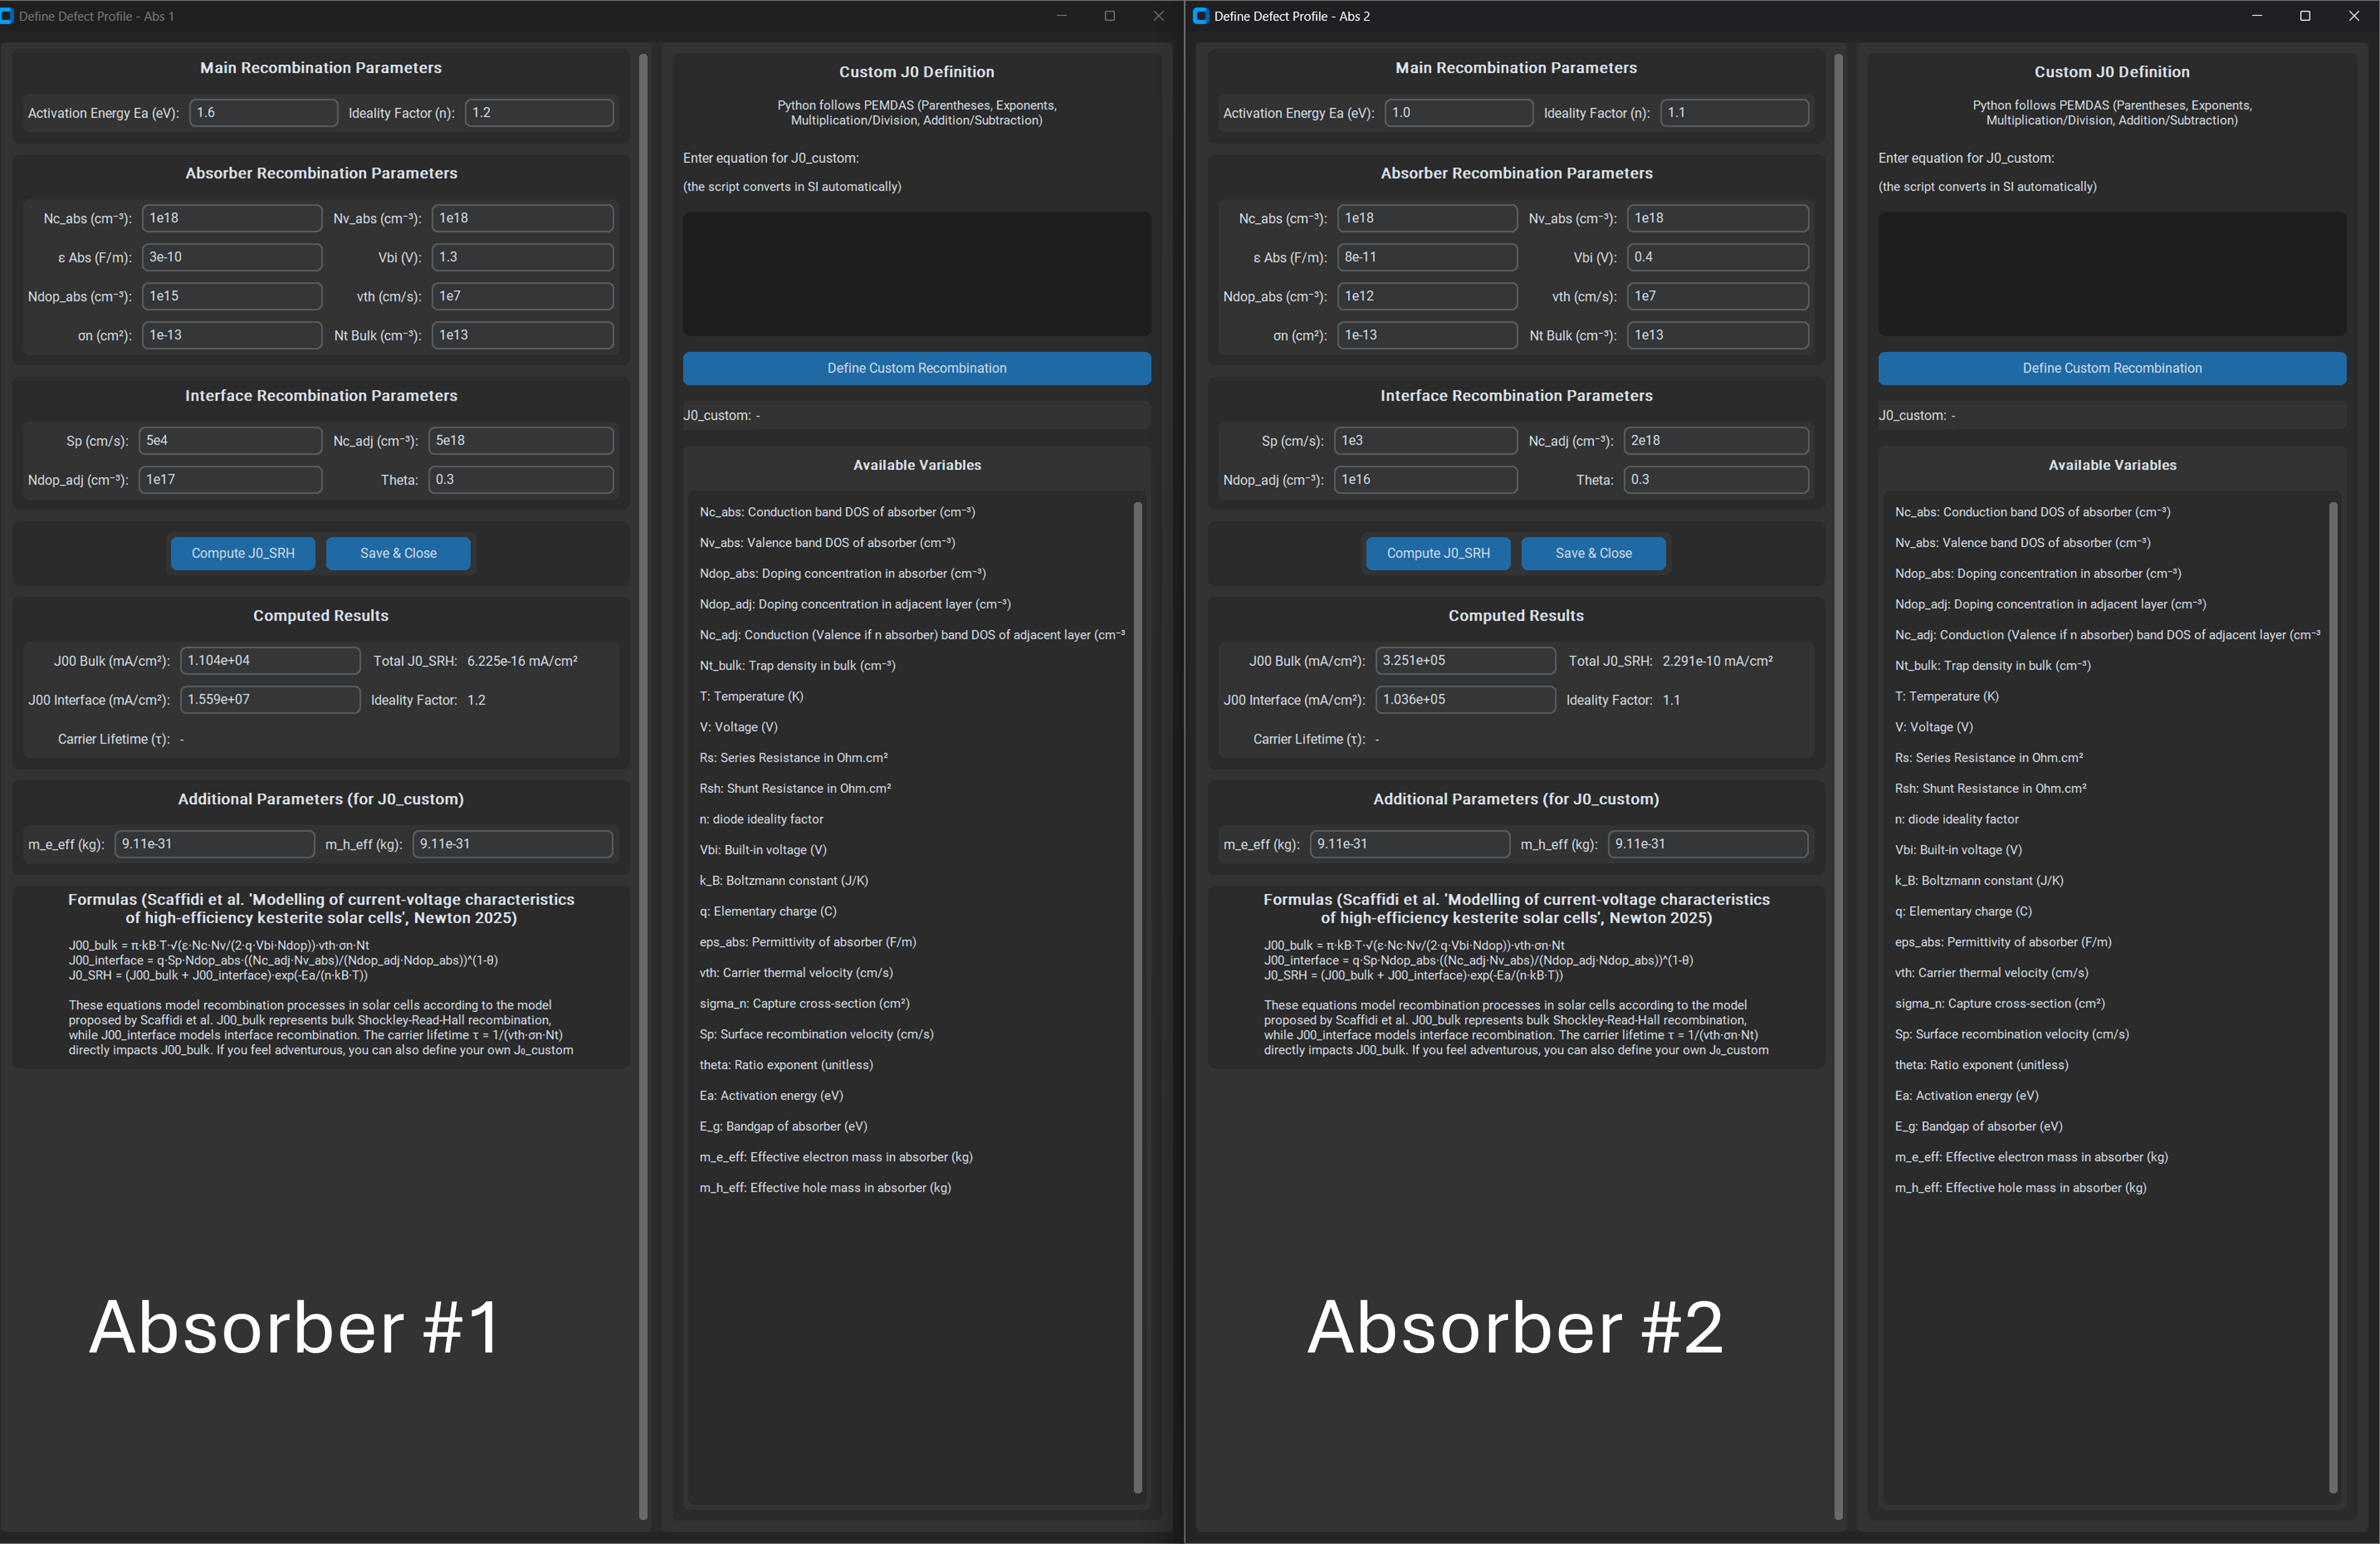 Define Defect Profile - Abs 1
Main Recombination Parameters
Activation Energy Ea (eV): 1.6 Ideality Factor (n): 1.2
Absorber Recombination Parameters
Nc_abs (cm⁻³): 1e18 Nv_abs (cm⁻³): 1e18
ε Abs (F/m): 3e-10 Vbi (V): 1.3
Ndop_abs (cm⁻³): 1e15 vth (cm/s): 1e7
σn (cm²): 1e-13 Nt Bulk (cm⁻³): 1e13
Interface Recombination Parameters
Sp (cm/s): 5e4 Nc_adj (cm⁻³): 5e18
Ndop_adj (cm⁻³): 1e17 Theta: 0.3
Compute J0_SRH Save & Close
Computed Results
J00 Bulk (mA/cm²): 1.104e+04 Total J0_SRH: 6.225e-16 mA/cm²
J00 Interface (mA/cm²): 1.559e+07 Ideality Factor: 1.2
Carrier Lifetime (τ): -
Additional Parameters (for J0_custom)
m_e_eff (kg): 9.11e-31 m_h_eff (kg): 9.11e-31
Formulas (Scaffidi et al. 'Modelling of current-voltage characteristics
of high-efficiency kesterite solar cells', Newton 2025)
J00_bulk = π·kB·T·√(ε·Nc·Nv/(2·q·Vbi·Ndop))·vth·σn·Nt
J00_interface = q·Sp·Ndop_abs·((Nc_adj·Nv_abs)/(Ndop_adj·Ndop_abs))^(1-θ)
J0_SRH = (J00_bulk + J00_interface)·exp(-Ea/(n·kB·T))
These equations model recombination processes in solar cells according to the model
proposed by Scaffidi et al. J00_bulk represents bulk Shockley-Read-Hall recombination,
while J00_interface models interface recombination. The carrier lifetime τ = 1/(vth·σn·Nt)
directly impacts J00_bulk. If you feel adventurous, you can also define your own J₀_custom
Absorber #1
Custom J0 Definition
Python follows PEMDAS (Parentheses, Exponents,
Multiplication/Division, Addition/Subtraction)
Enter equation for J0_custom:
(the script converts in SI automatically)
Define Custom Recombination
J0_custom: -
Available Variables
Nc_abs: Conduction band DOS of absorber (cm⁻³)
Nv_abs: Valence band DOS of absorber (cm⁻³)
Ndop_abs: Doping concentration in absorber (cm⁻³)
Ndop_adj: Doping concentration in adjacent layer (cm⁻³)
Nc_adj: Conduction (Valence if n absorber) band DOS of adjacent layer (cm⁻³
Nt_bulk: Trap density in bulk (cm⁻³)
T: Temperature (K)
V: Voltage (V)
Rs: Series Resistance in Ohm.cm²
Rsh: Shunt Resistance in Ohm.cm²
n: diode ideality factor
Vbi: Built-in voltage (V)
k_B: Boltzmann constant (J/K)
q: Elementary charge (C)
eps_abs: Permittivity of absorber (F/m)
vth: Carrier thermal velocity (cm/s)
sigma_n: Capture cross-section (cm²)
Sp: Surface recombination velocity (cm/s)
theta: Ratio exponent (unitless)
Ea: Activation energy (eV)
E_g: Bandgap of absorber (eV)
m_e_eff: Effective electron mass in absorber (kg)
m_h_eff: Effective hole mass in absorber (kg)
Define Defect Profile - Abs 2
Main Recombination Parameters
Activation Energy Ea (eV): 1.0 Ideality Factor (n): 1.1
Absorber Recombination Parameters
Nc_abs (cm⁻³): 1e18 Nv_abs (cm⁻³): 1e18
ε Abs (F/m): 8e-11 Vbi (V): 0.4
Ndop_abs (cm⁻³): 1e12 vth (cm/s): 1e7
σn (cm²): 1e-13 Nt Bulk (cm⁻³): 1e13
Interface Recombination Parameters
Sp (cm/s): 1e3 Nc_adj (cm⁻³): 2e18
Ndop_adj (cm⁻³): 1e16 Theta: 0.3
Compute J0_SRH Save & Close
Computed Results
J00 Bulk (mA/cm²): 3.251e+05 Total J0_SRH: 2.291e-10 mA/cm²
J00 Interface (mA/cm²): 1.036e+05 Ideality Factor: 1.1
Carrier Lifetime (τ): -
Additional Parameters (for J0_custom)
m_e_eff (kg): 9.11e-31 m_h_eff (kg): 9.11e-31
Formulas (Scaffidi et al. 'Modelling of current-voltage characteristics
of high-efficiency kesterite solar cells', Newton 2025)
J00_bulk = π·kB·T·√(ε·Nc·Nv/(2·q·Vbi·Ndop))·vth·σn·Nt
J00_interface = q·Sp·Ndop_abs·((Nc_adj·Nv_abs)/(Ndop_adj·Ndop_abs))^(1-θ)
J0_SRH = (J00_bulk + J00_interface)·exp(-Ea/(n·kB·T))
These equations model recombination processes in solar cells according to the model
proposed by Scaffidi et al. J00_bulk represents bulk Shockley-Read-Hall recombination,
while J00_interface models interface recombination. The carrier lifetime τ = 1/(vth·σn·Nt)
directly impacts J00_bulk. If you feel adventurous, you can also define your own J₀_custom
Absorber #2
Custom J0 Definition
Python follows PEMDAS (Parentheses, Exponents,
Multiplication/Division, Addition/Subtraction)
Enter equation for J0_custom:
(the script converts in SI automatically)
Define Custom Recombination
J0_custom: -
Available Variables
Nc_abs: Conduction band DOS of absorber (cm⁻³)
Nv_abs: Valence band DOS of absorber (cm⁻³)
Ndop_abs: Doping concentration in absorber (cm⁻³)
Ndop_adj: Doping concentration in adjacent layer (cm⁻³)
Nc_adj: Conduction (Valence if n absorber) band DOS of adjacent layer (cm⁻³
Nt_bulk: Trap density in bulk (cm⁻³)
T: Temperature (K)
V: Voltage (V)
Rs: Series Resistance in Ohm.cm²
Rsh: Shunt Resistance in Ohm.cm²
n: diode ideality factor
Vbi: Built-in voltage (V)
k_B: Boltzmann constant (J/K)
q: Elementary charge (C)
eps_abs: Permittivity of absorber (F/m)
vth: Carrier thermal velocity (cm/s)
sigma_n: Capture cross-section (cm²)
Sp: Surface recombination velocity (cm/s)
theta: Ratio exponent (unitless)
Ea: Activation energy (eV)
E_g: Bandgap of absorber (eV)
m_e_eff: Effective electron mass in absorber (kg)
m_h_eff: Effective hole mass in absorber (kg)